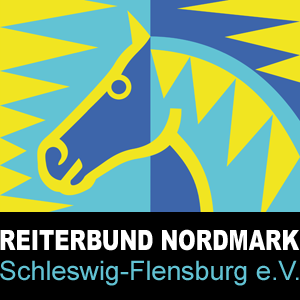 REITERBUND NORDMARK
Schleswig-Flensburg e.V.